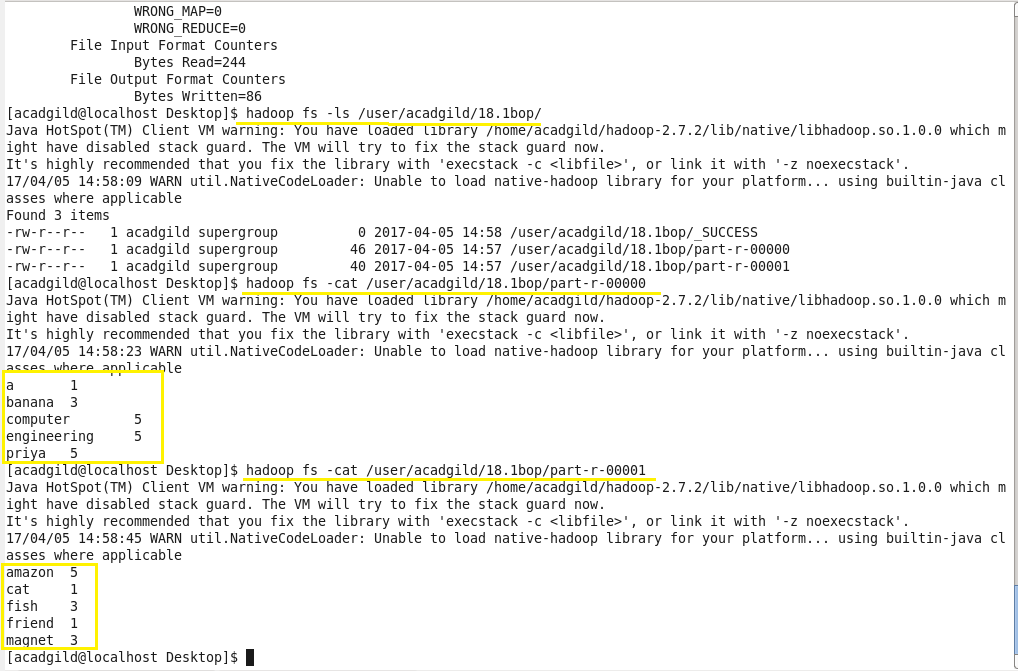 WRONG_MAP=0
WRONG_REDUCE=0
File Input Format Counters
Bytes Read=244
File Output Format Counters
Bytes Written=86
[acadgild@localhost Desktop]$ hadoop fs -ls /user/acadgild/18.1bop/
Java HotSpot(TM) Client VM warning: You have loaded library /home/acadgild/hadoop-2.7.2/lib/native/libhadoop.so.1.0.0 which m
ight have disabled stack guard. The VM will try to fix the stack guard now.
It's highly recommended that you fix the library with 'execstack -c <libfile>', or link it with '-z noexecstack'.
17/04/05 14:58:09 WARN util.NativeCodeLoader: Unable to load native-hadoop library for your platform... using builtin-java cl
asses where applicable
Found 3 items
-rw-r--r--   1 acadgild supergroup          0 2017-04-05 14:58 /user/acadgild/18.1bop/_SUCCESS
-rw-r--r--   1 acadgild supergroup         46 2017-04-05 14:57 /user/acadgild/18.1bop/part-r-00000
-rw-r--r--   1 acadgild supergroup         40 2017-04-05 14:57 /user/acadgild/18.1bop/part-r-00001
[acadgild@localhost Desktop]$ hadoop fs -cat /user/acadgild/18.1bop/part-r-00000
Java HotSpot(TM) Client VM warning: You have loaded library /home/acadgild/hadoop-2.7.2/lib/native/libhadoop.so.1.0.0 which m
ight have disabled stack guard. The VM will try to fix the stack guard now.
It's highly recommended that you fix the library with 'execstack -c <libfile>', or link it with '-z noexecstack'.
17/04/05 14:58:23 WARN util.NativeCodeLoader: Unable to load native-hadoop library for your platform... using builtin-java cl
asses where applicable
a       1
banana  3
computer        5
engineering     5
priya   5
[acadgild@localhost Desktop]$ hadoop fs -cat /user/acadgild/18.1bop/part-r-00001
Java HotSpot(TM) Client VM warning: You have loaded library /home/acadgild/hadoop-2.7.2/lib/native/libhadoop.so.1.0.0 which m
ight have disabled stack guard. The VM will try to fix the stack guard now.
It's highly recommended that you fix the library with 'execstack -c <libfile>', or link it with '-z noexecstack'.
17/04/05 14:58:45 WARN util.NativeCodeLoader: Unable to load native-hadoop library for your platform... using builtin-java cl
asses where applicable
amazon  5
cat     1
fish    3
friend  1
magnet  3
[acadgild@localhost Desktop]$